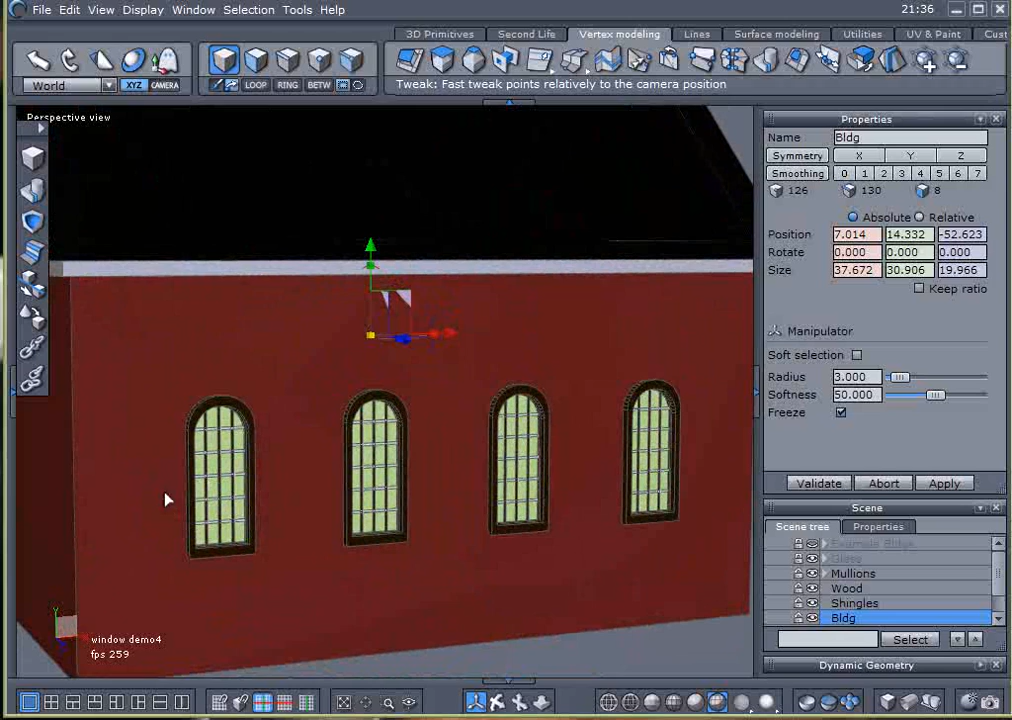 File Edit Display Window Selection Tools Help
21:36
3D Primitives Second Life Vertex modeling Lines Surface modeling Utilities UV & Paint Cust
World XYZ CAMERA LOOP RING BETW
Tweak: Fast tweak points relatively to the camera position
Perspective view
Properties
Name Bldg
Symmetry X Y Z
Smoothing 0 1 2 3 4 5 6 7
126 130 8
Absolute Relative
Position 7.014 14.332 -52.623
Rotate 0.000 0.000 0.000
Size 37.672 30.906 19.966
Keep ratio
Manipulator
Soft selection
Radius 3.000
Softness 50.000
Freeze
Validate Abort Apply
Scene
Scene tree Properties
Mullions
Wood
Shingles
Bldg
Select
Dynamic Geometry
window demo4
fps 259